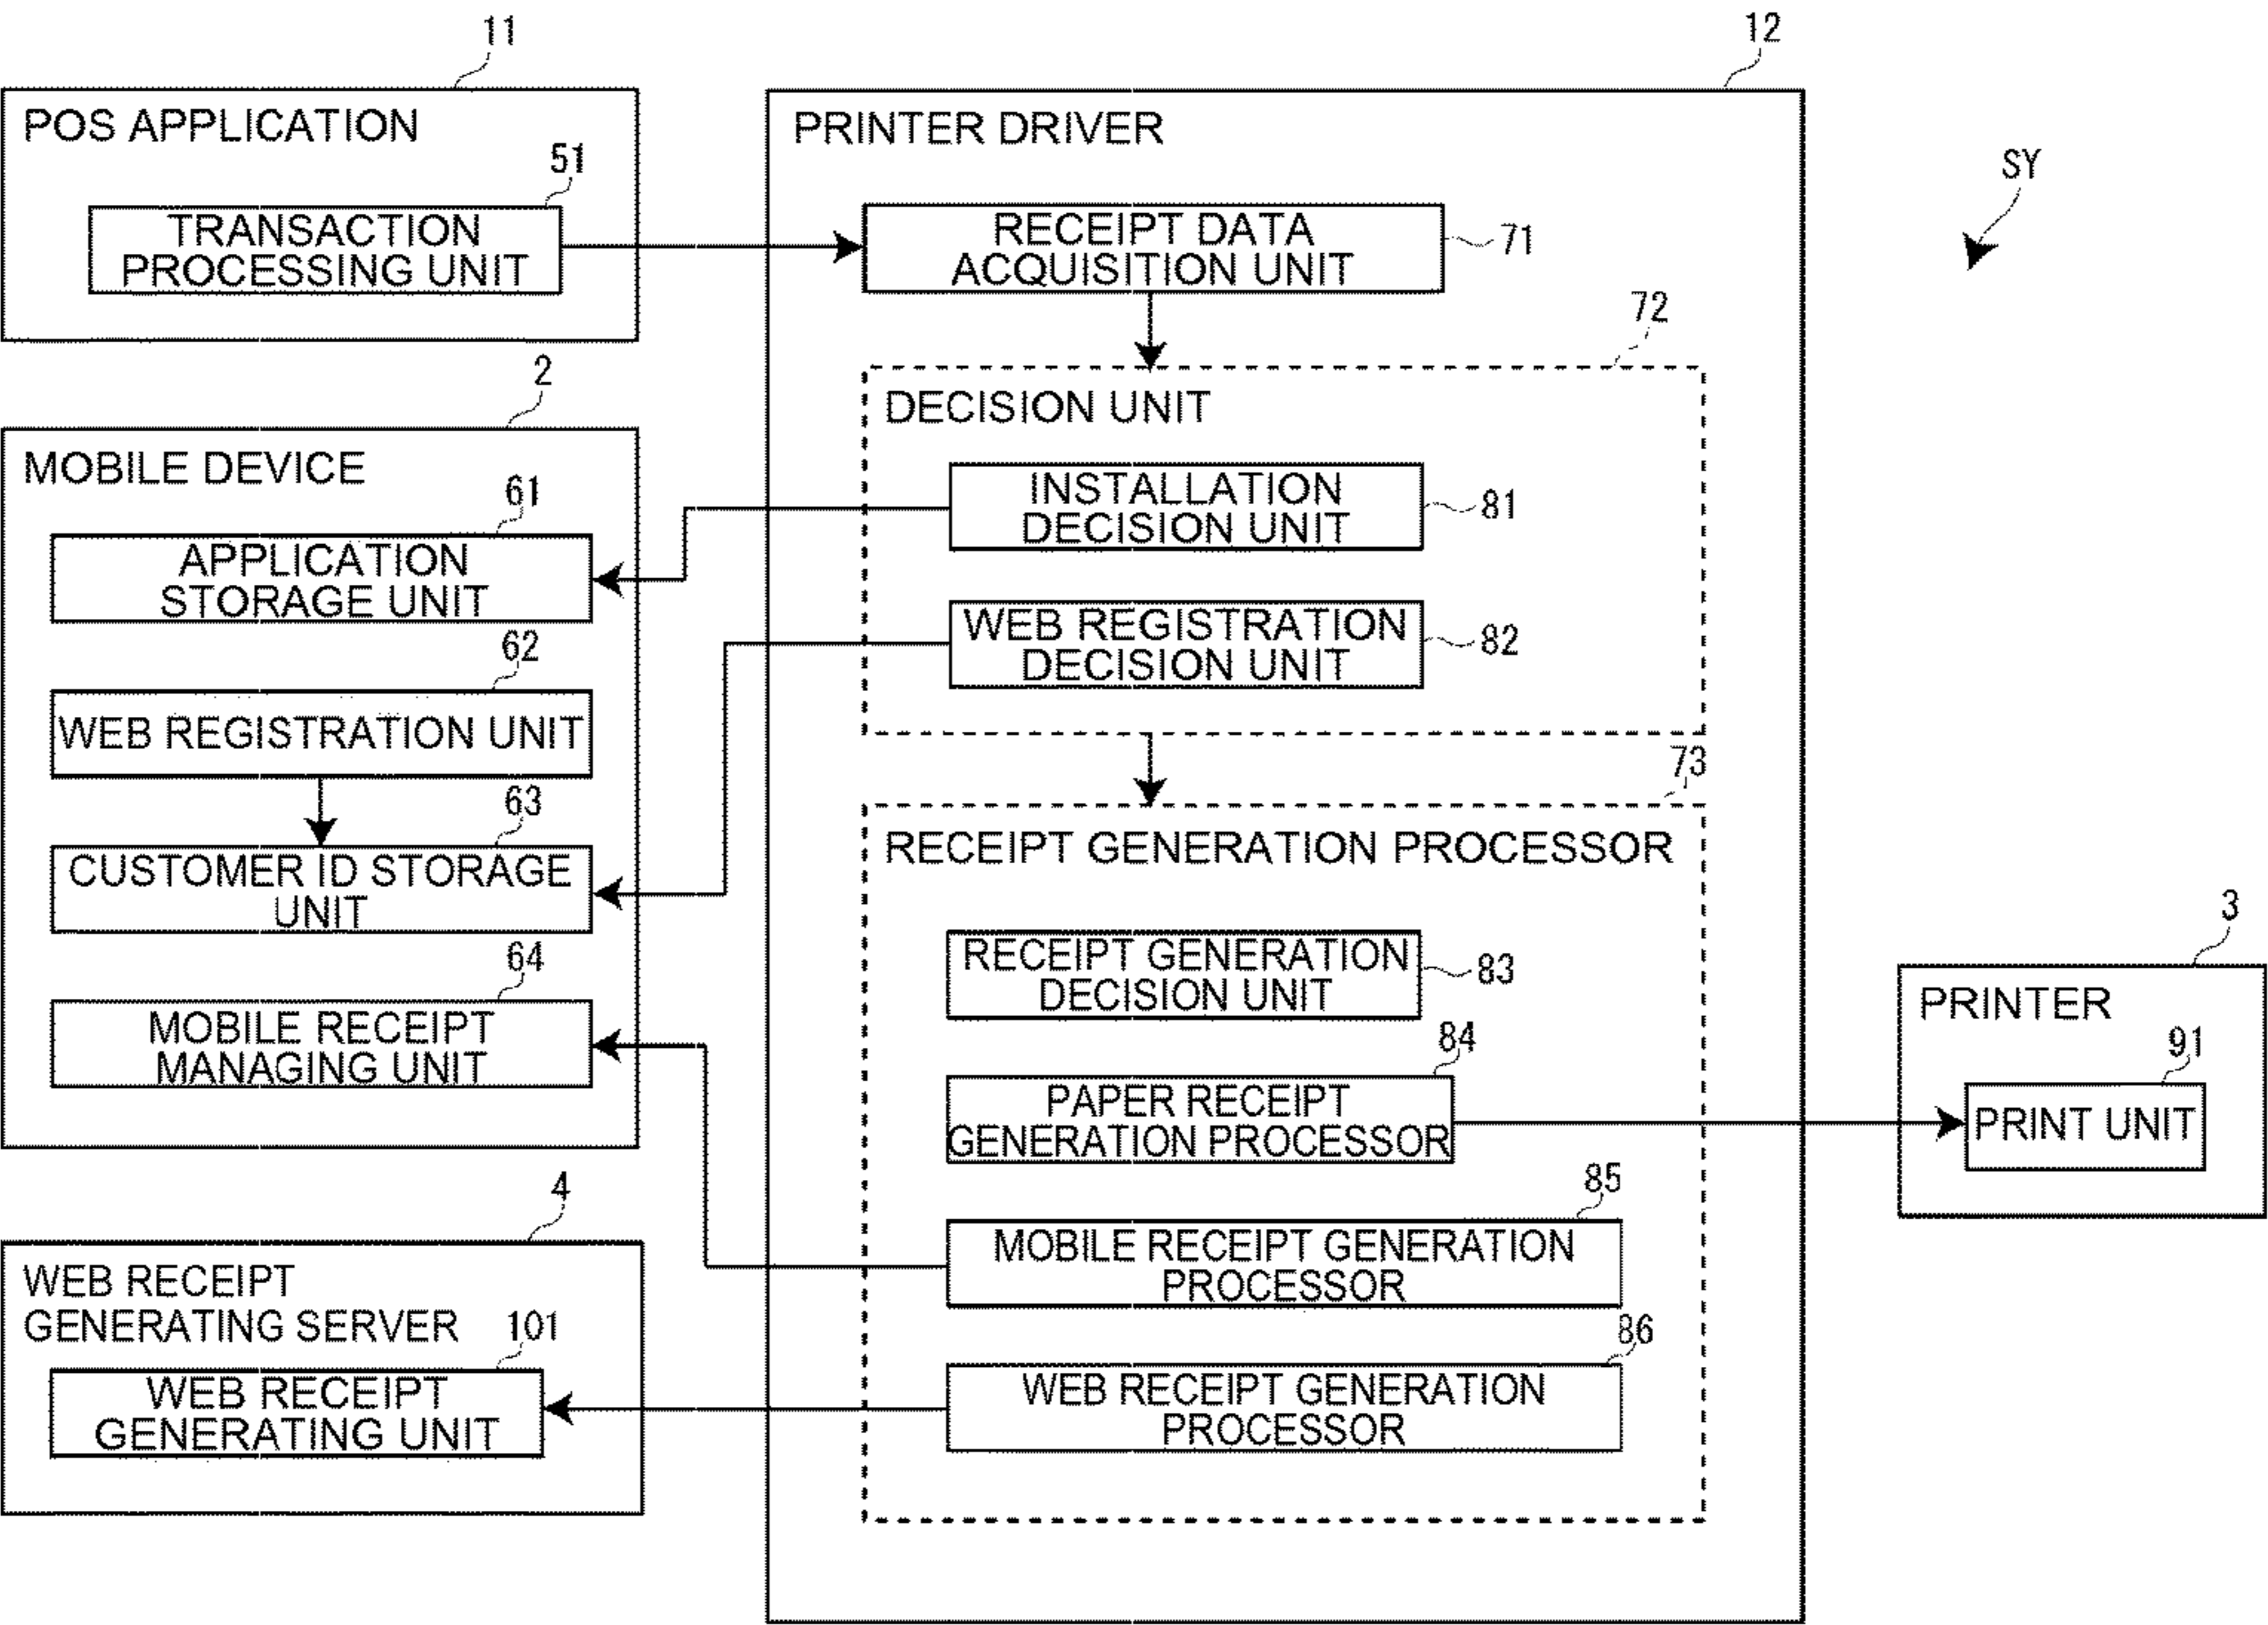 11
POS APPLICATION
51
TRANSACTION
PROCESSING UNIT
2
MOBILE DEVICE
61
APPLICATION
STORAGE UNIT
62
WEB REGISTRATION UNIT
63
CUSTOMER ID STORAGE
UNIT
64
MOBILE RECEIPT
MANAGING UNIT
4
WEB RECEIPT
GENERATING SERVER
101
WEB RECEIPT
GENERATING UNIT
12
PRINTER DRIVER
RECEIPT DATA
ACQUISITION UNIT
71
72
DECISION UNIT
INSTALLATION
DECISION UNIT
81
WEB REGISTRATION
DECISION UNIT
82
73
RECEIPT GENERATION PROCESSOR
RECEIPT GENERATION
DECISION UNIT
83
84
PAPER RECEIPT
GENERATION PROCESSOR
85
MOBILE RECEIPT GENERATION
PROCESSOR
86
WEB RECEIPT GENERATION
PROCESSOR
SY
3
PRINTER
91
PRINT UNIT